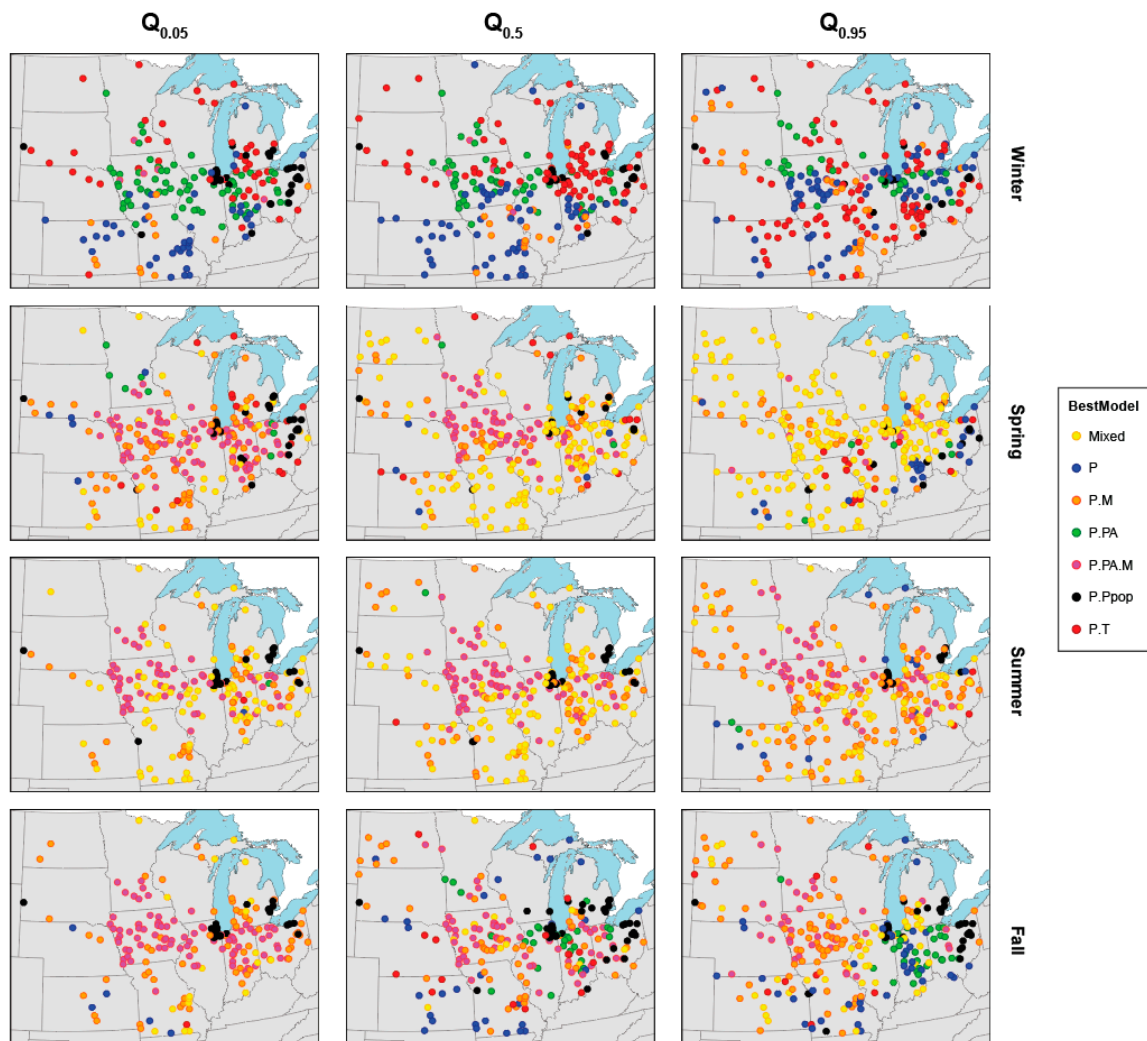 Q0.05
Q0.5
Q0.95
Winter
Spring
Summer
Fall
BestModel
Mixed
P
P.M
P.PA
P.PA.M
P.Ppop
P.T